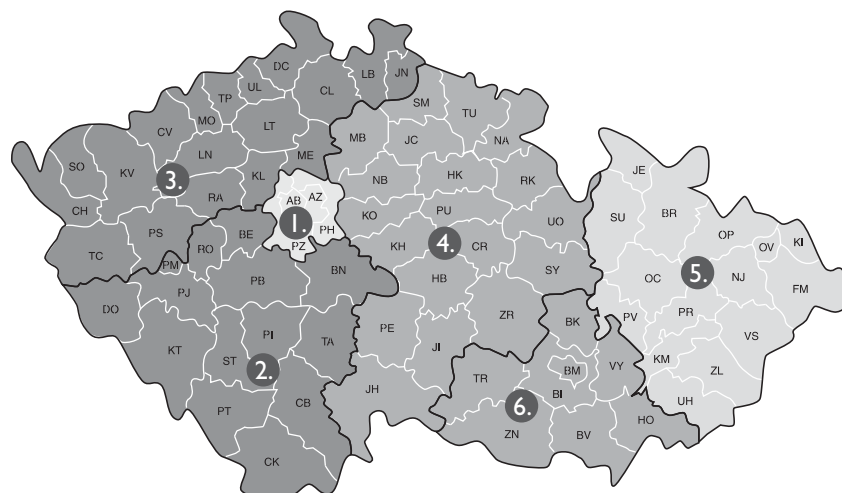 DC
LB
JN
UL
TP
CL
SM
MO
CV
LT
TU
MB
JC
NA
LN
ME
SO
KV
3.
KL
JE
HK
RK
NB
RA
AB
AZ
CH
KO
PU
SU
BR
UO
1.
PH
PS
BE
OP
KI
RO
PZ
KH
4.
CR
OV
TC
PM
BN
SY
OC
5.
NJ
PB
HB
FM
PJ
DO
ZR
PV
PR
PE
BK
PI
TA
VS
KT
ST
JI
KM
VY
2.
BM
ZL
TR
JH
BI
UH
CB
6.
PT
HO
ZN
BV
CK